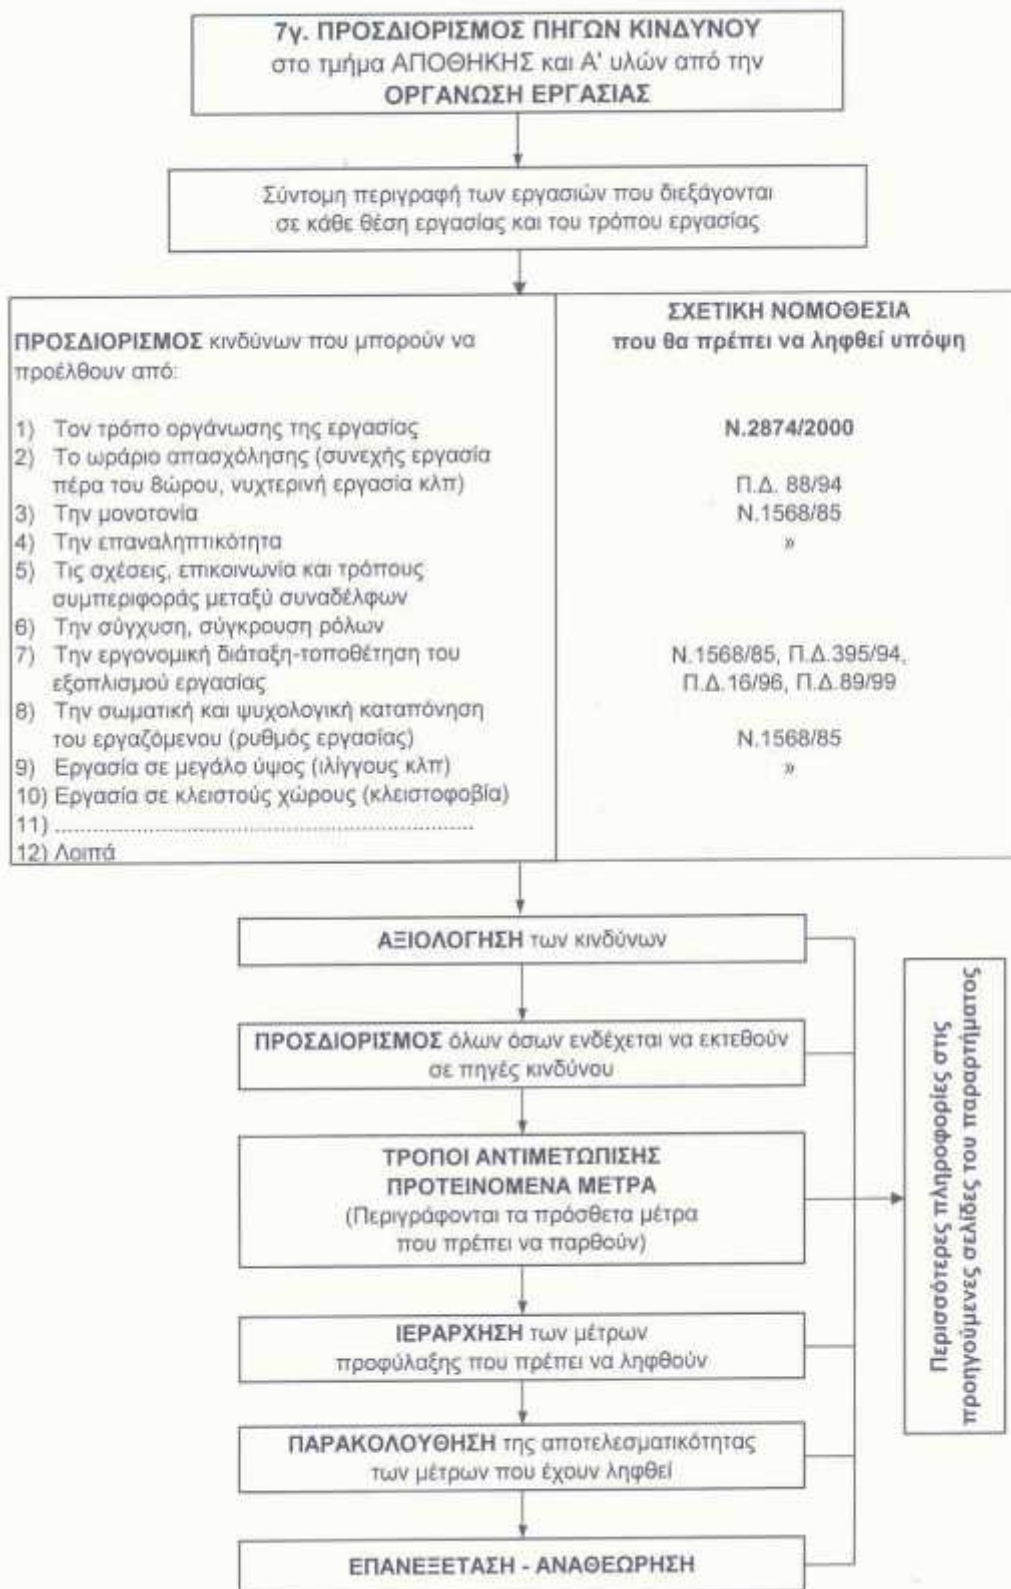 7γ. ΠΡΟΣΔΙΟΡΙΣΜΟΣ ΠΗΓΩΝ ΚΙΝΔΥΝΟΥ
στο τμήμα ΑΠΟΘΗΚΗΣ και Α' υλών από την
ΟΡΓΑΝΩΣΗ ΕΡΓΑΣΙΑΣ
Σύντομη περιγραφή των εργασιών που διεξάγονται
σε κάθε θέση εργασίας και του τρόπου εργασίας
ΠΡΟΣΔΙΟΡΙΣΜΟΣ κινδύνων που μπορούν να
προέλθουν από:
1) Τον τρόπο οργάνωσης της εργασίας
2) Το ωράριο απασχόλησης (συνεχής εργασία
πέρα του 8ώρου, νυχτερινή εργασία κλπ)
3) Την μονοτονία
4) Την επαναληπτικότητα
5) Τις σχέσεις, επικοινωνία και τρόπους
συμπεριφοράς μεταξύ συναδέλφων
6) Την σύγχυση, σύγκρουση ρόλων
7) Την εργονομική διάταξη-τοποθέτηση του
εξοπλισμού εργασίας
8) Την σωματική και ψυχολογική καταπόνηση
του εργαζόμενου (ρυθμός εργασίας)
9) Εργασία σε μεγάλο ύψος (ιλίγγους κλπ)
10) Εργασία σε κλειστούς χώρους (κλειστοφοβία)
11) ................................................................
12) Λοιπά
ΣΧΕΤΙΚΗ ΝΟΜΟΘΕΣΙΑ
που θα πρέπει να ληφθεί υπόψη
Ν.2874/2000
Π.Δ. 88/94
Ν.1568/85
»
Ν.1568/85, Π.Δ.395/94,
Π.Δ.16/96, Π.Δ.89/99
Ν.1568/85
»
ΑΞΙΟΛΟΓΗΣΗ των κινδύνων
ΠΡΟΣΔΙΟΡΙΣΜΟΣ όλων όσων ενδέχεται να εκτεθούν
σε πηγές κινδύνου
ΤΡΟΠΟΙ ΑΝΤΙΜΕΤΩΠΙΣΗΣ
ΠΡΟΤΕΙΝΟΜΕΝΑ ΜΕΤΡΑ
(Περιγράφονται τα πρόσθετα μέτρα
που πρέπει να παρθούν)
ΙΕΡΑΡΧΗΣΗ των μέτρων
προφύλαξης που πρέπει να ληφθούν
ΠΑΡΑΚΟΛΟΥΘΗΣΗ της αποτελεσματικότητας
των μέτρων που έχουν ληφθεί
ΕΠΑΝΕΞΕΤΑΣΗ - ΑΝΑΘΕΩΡΗΣΗ
Περισσότερες πληροφορίες στις
προηγούμενες σελίδες του παραρτήματος